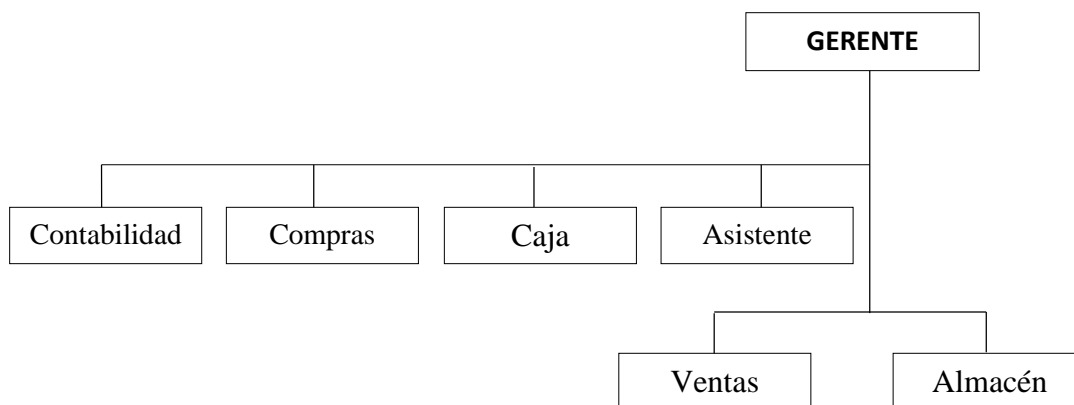 GERENTE
Contabilidad
Compras
Caja
Asistente
Ventas
Almacén